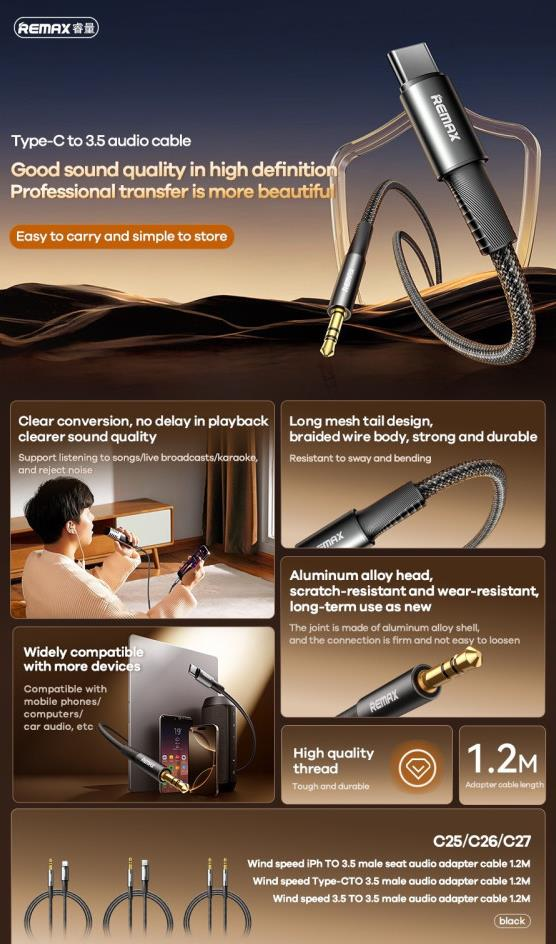 REMAX 睿量
REMAX
Type-C to 3.5 audio cable
Good sound quality in high definition
Professional transfer is more beautiful
Easy to carry and simple to store
REMAX
Clear conversion, no delay in playback
clearer sound quality
Support listening to songs/live broadcasts/karaoke,
and reject noise
Long mesh tail design,
braided wire body, strong and durable
Resistant to sway and bending
REMAX
Aluminum alloy head,
scratch-resistant and wear-resistant,
long-term use as new
The joint is made of aluminum alloy shell,
and the connection is firm and not easy to loosen
REMAX
Widely compatible
with more devices
Compatible with
mobile phones/
computers/
car audio, etc
REMAX
High quality
thread
Tough and durable
1.2M
Adapter cable length
C25/C26/C27
Wind speed iPh TO 3.5 male seat audio adapter cable 1.2M
Wind speed Type-CTO 3.5 male audio adapter cable 1.2M
Wind speed 3.5 TO 3.5 male audio adapter cable 1.2M
black